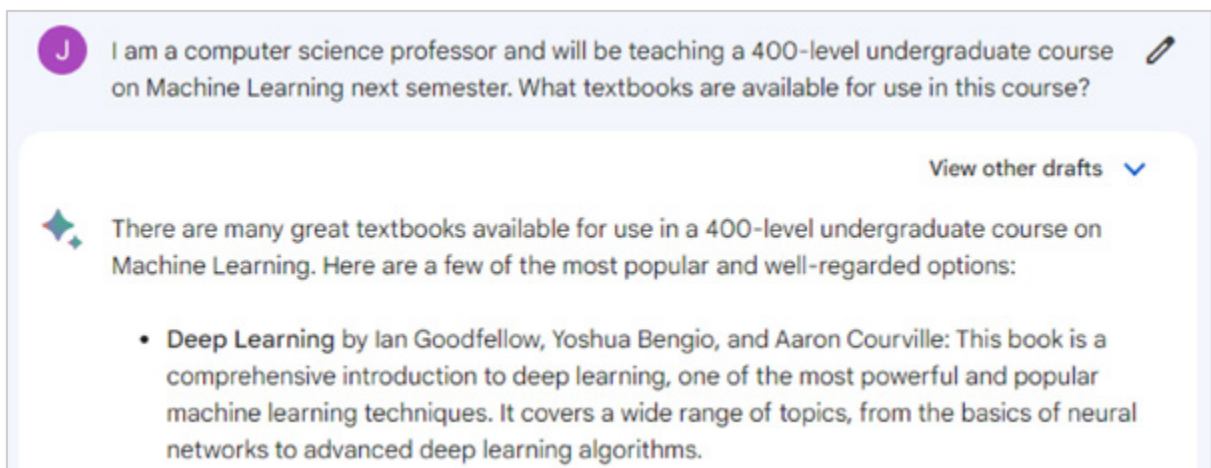 J
I am a computer science professor and will be teaching a 400-level undergraduate course
on Machine Learning next semester. What textbooks are available for use in this course?
View other drafts
There are many great textbooks available for use in a 400-level undergraduate course on
Machine Learning. Here are a few of the most popular and well-regarded options:
• Deep Learning by Ian Goodfellow, Yoshua Bengio, and Aaron Courville: This book is a
comprehensive introduction to deep learning, one of the most powerful and popular
machine learning techniques. It covers a wide range of topics, from the basics of neural
networks to advanced deep learning algorithms.